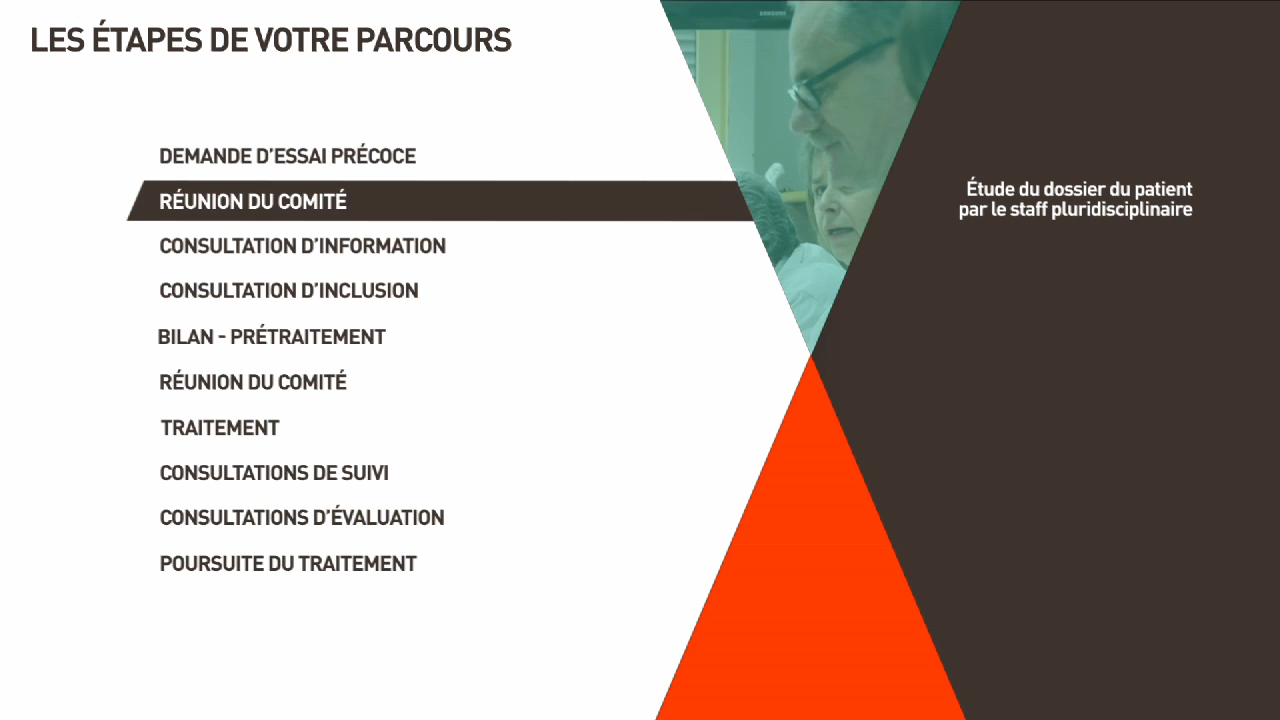 LES ÉTAPES DE VOTRE PARCOURS
SAMSUNG
DEMANDE D'ESSAI PRÉCOCE
RÉUNION DU COMITÉ
CONSULTATION D'INFORMATION
CONSULTATION D'INCLUSION
BILAN - PRÉTRAITEMENT
RÉUNION DU COMITÉ
TRAITEMENT
CONSULTATIONS DE SUIVI
CONSULTATIONS D'ÉVALUATION
POURSUITE DU TRAITEMENT
Étude du dossier du patient
par le staff pluridisciplinaire